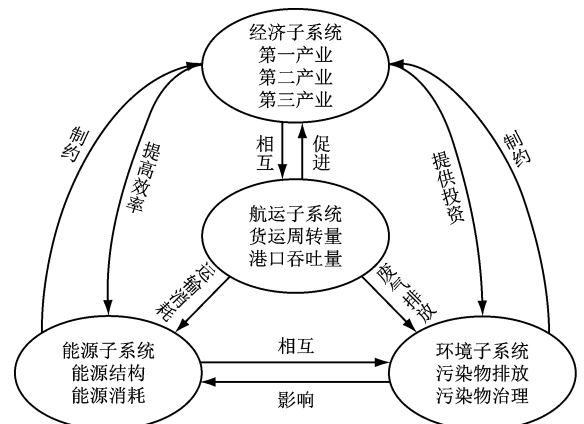 经济子系统
第一产业
第二产业
第三产业
制约
提高效率
相互
促进
提供投资
制约
航运子系统
货运周转量
港口吞吐量
运输消耗
废气排放
能源子系统
能源结构
能源消耗
相互
影响
环境子系统
污染物排放
污染物治理